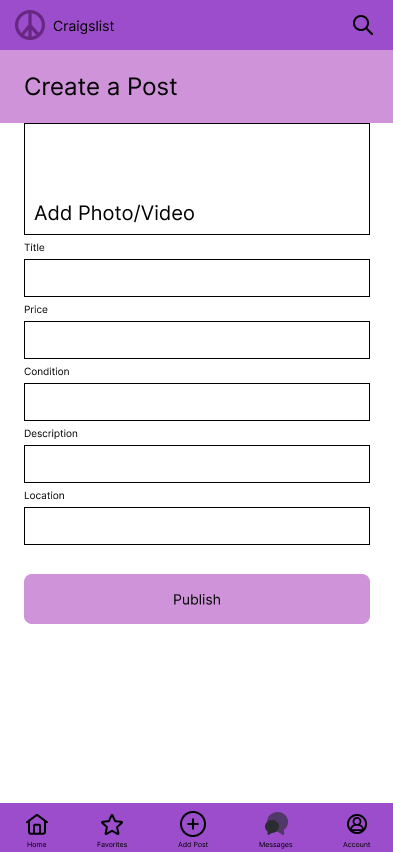 Craigslist
Create a Post
Add Photo/Video
Title
Price
Condition
Description
Location
Publish
Home
Favorites
Add Post
Messages
Account